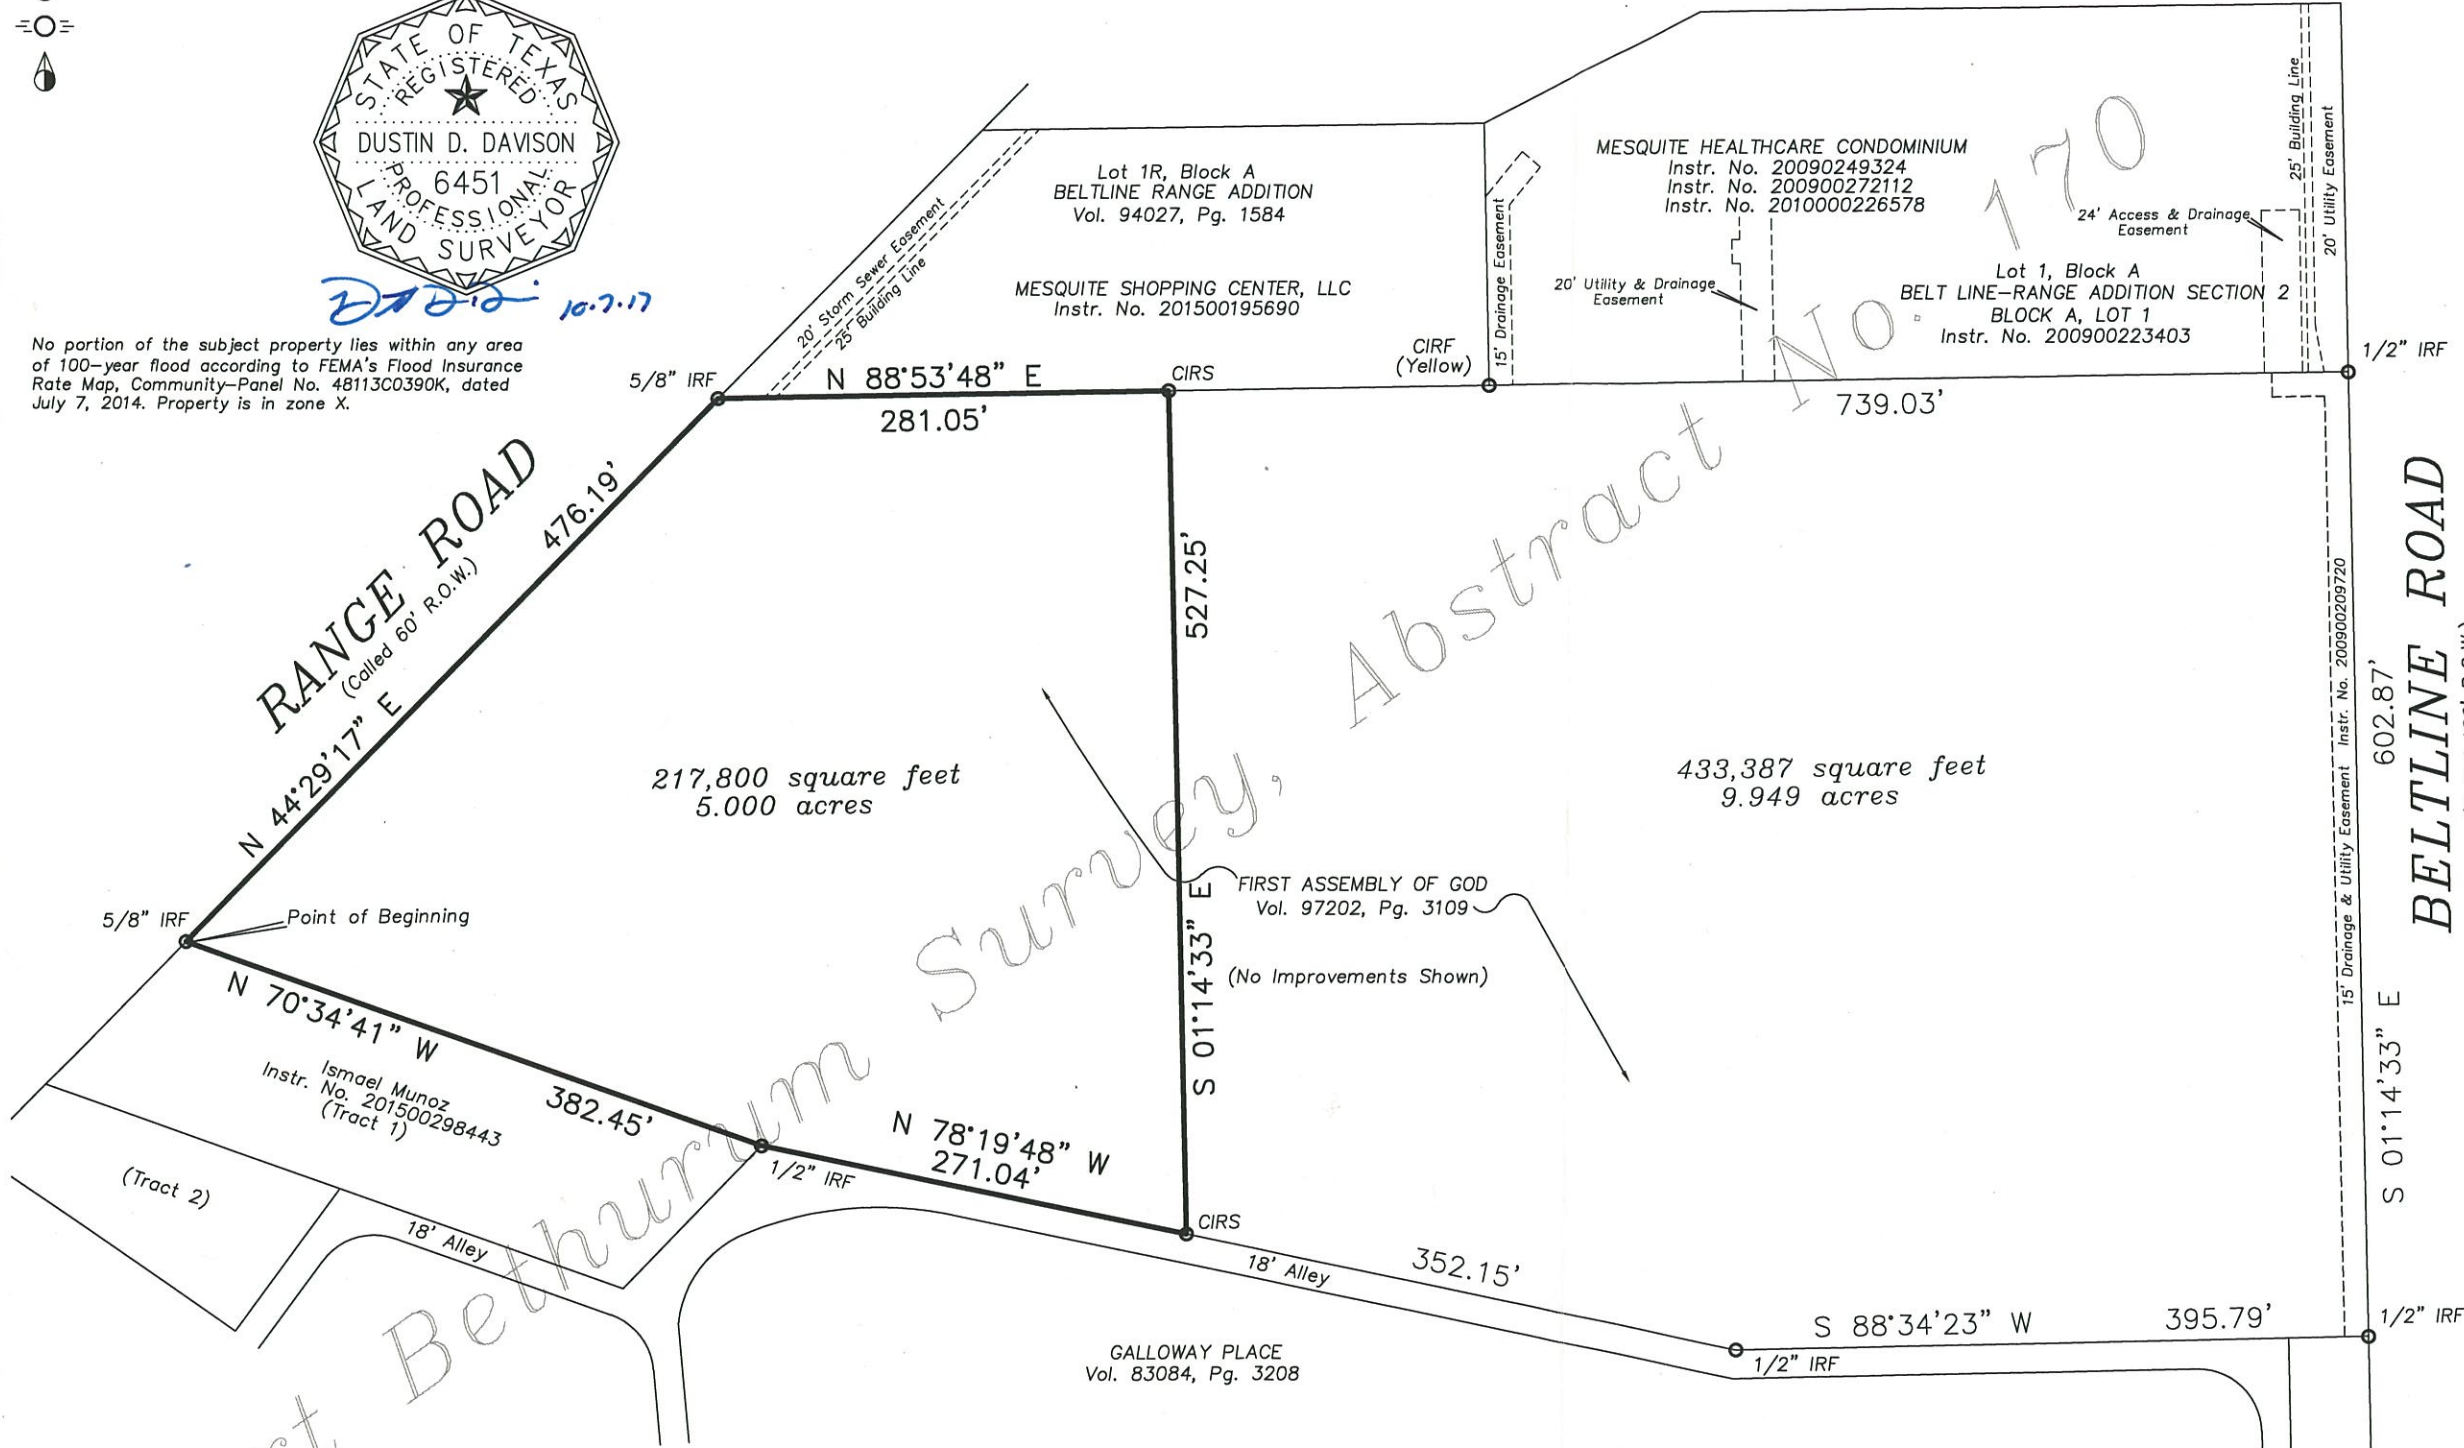 STATE OF TEXAS
REGISTERED
DUSTIN D. DAVISON
6451
PROFESSIONAL
LAND SURVEYOR
10.7.17
No portion of the subject property lies within any area
of 100-year flood according to FEMA's Flood Insurance
Rate Map, Community-Panel No. 48113C0390K, dated
July 7, 2014. Property is in zone X.
Lot 1R, Block A
BELTLINE RANGE ADDITION
Vol. 94027, Pg. 1584
MESQUITE SHOPPING CENTER, LLC
Instr. No. 201500195690
20' Storm Sewer Easement
25' Building Line
15' Drainage Easement
MESQUITE HEALTHCARE CONDOMINIUM
Instr. No. 20090249324
Instr. No. 200900272112
Instr. No. 2010000226578
20' Utility & Drainage
Easement
24' Access & Drainage
Easement
25' Building Line
20' Utility Easement
Lot 1, Block A
BELT LINE-RANGE ADDITION SECTION 2
BLOCK A, LOT 1
Instr. No. 200900223403
5/8" IRF
N 88°53'48" E
281.05'
CIRS
CIRF
(Yellow)
739.03'
1/2" IRF
RANGE ROAD
(Called 60' R.O.W.)
N 44°29'17" E
476.19'
527.25'
S 01°14'33" E
217,800 square feet
5.000 acres
433,387 square feet
9.949 acres
FIRST ASSEMBLY OF GOD
Vol. 97202, Pg. 3109
(No Improvements Shown)
15' Drainage & Utility Easement Instr. No. 200900209720
602.87'
S 01°14'33" E
BELTLINE ROAD
5/8" IRF
Point of Beginning
N 70°34'41" W
382.45'
Ismael Munoz
Instr. No. 201500298443
(Tract 1)
(Tract 2)
18' Alley
N 78°19'48" W
271.04'
1/2" IRF
CIRS
18' Alley
352.15'
S 88°34'23" W
395.79'
1/2" IRF
1/2" IRF
GALLOWAY PLACE
Vol. 83084, Pg. 3208
Bethurum Survey, Abstract No. 170